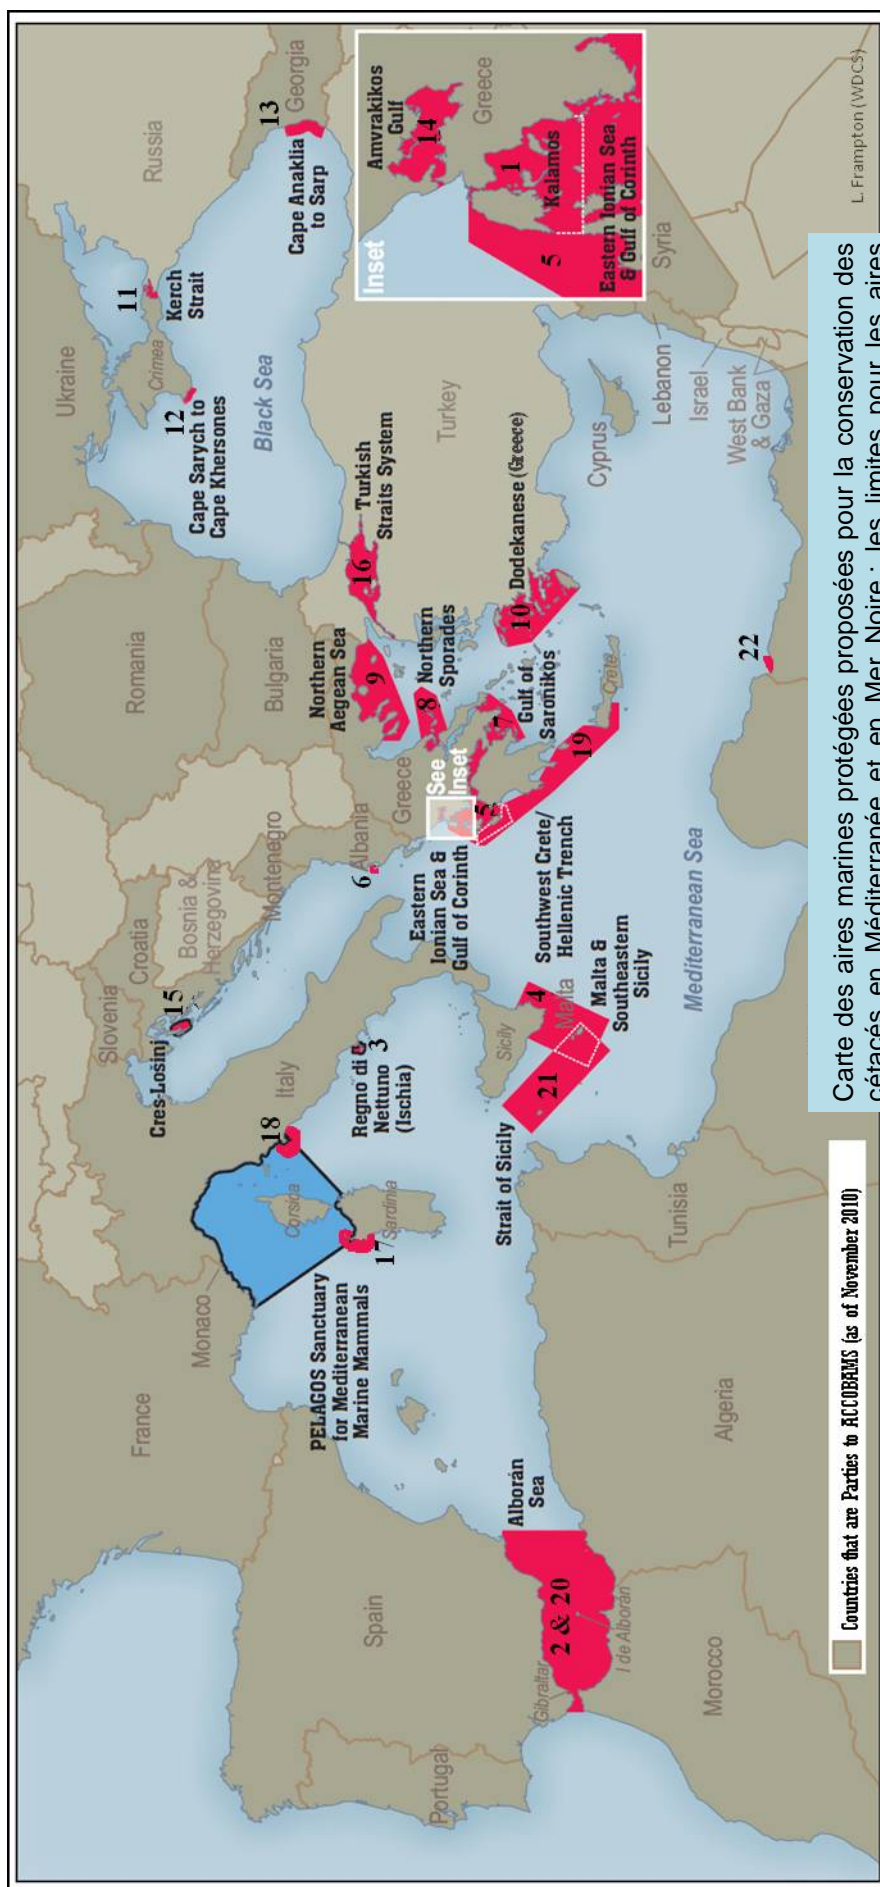 Russia
Georgia
13
Cape Anaklia
to Sarp
Ukraine
11
Kerch
Strait
Crimea
12
Cape Sarych to
Cape Khersones
Black Sea
Romania
Bulgaria
Turkey
16
Turkish
Straits System
Inset
Amvrakikos
Gulf
14
Greece
1
Kalamos
5
Eastern Ionian Sea
& Gulf of Corinth
Northern
Aegean Sea
9
Northern
Sporades
8
10
Dodekanese (Greece)
Gulf of
Saronikos
7
Crete
19
See
Inset
Greece
5
Eastern
Ionian Sea &
Gulf of Corinth
Southwest Crete/
Hellenic Trench
Albania
6
Montenegro
Bosnia &
Herzegovina
Croatia
Slovenia
15
Cres-Lošinj
Italy
Regno di
Nettuno
(Ischia)
3
18
Corsica
Sardinia
17
PELAGOS Sanctuary
for Mediterranean
Marine Mammals
Monaco
France
Sicily
4
Malta
Malta &
Southeastern
Sicily
21
Strait of Sicily
Mediterranean Sea
22
Cyprus
Syria
Lebanon
Israel
West Bank
& Gaza
Tunisia
Algeria
Alborán
Sea
2 & 20
Gibraltar
I de Alborán
Spain
Portugal
Morocco
Countries that are Parties to ACCOBAMS (as of November 2010)
L. Frampton (WDCS)
Carte des aires marines protégées proposées pour la conservation des
cétacés en Méditerranée et en Mer Noire : les limites pour les aires